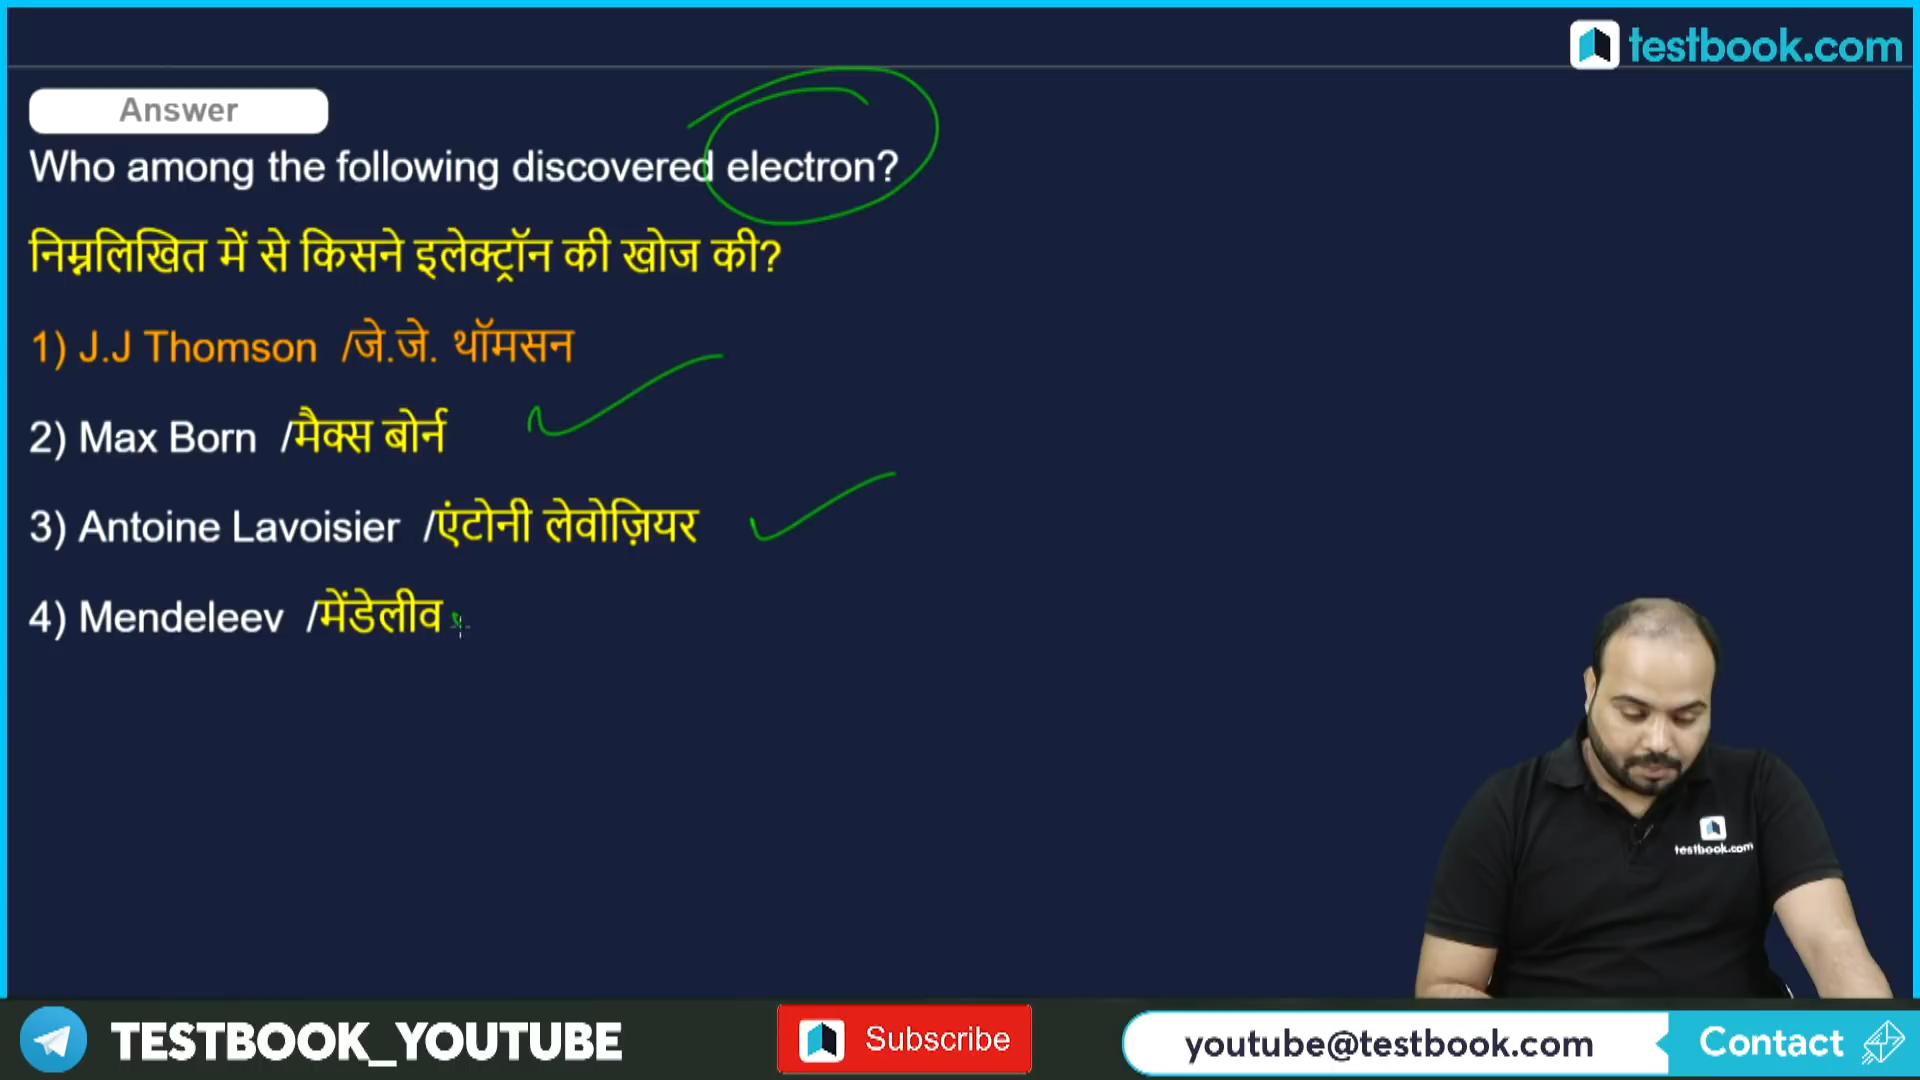 testbook.com
Answer
Who among the following discovered electron?
निम्नलिखित में से किसने इलेक्ट्रॉन की खोज की?
1) J.J Thomson /जे.जे. थॉमसन
2) Max Born /मैक्स बोर्न
3) Antoine Lavoisier /एंटोनी लेवोज़ियर
4) Mendeleev /मेंडेलीव
testbook.com
TESTBOOK_YOUTUBE
Subscribe
youtube@testbook.com
Contact